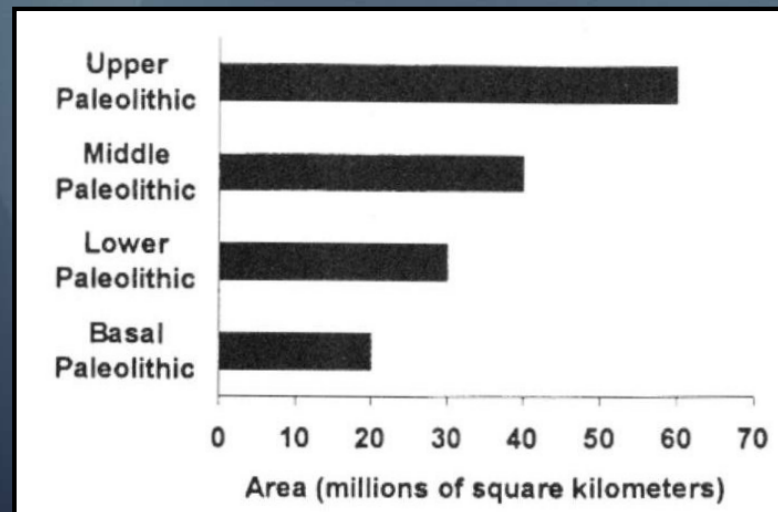 Upper
Paleolithic
Middle
Paleolithic
Lower
Paleolithic
Basal
Paleolithic
0 10 20 30 40 50 60 70
Area (millions of square kilometers)